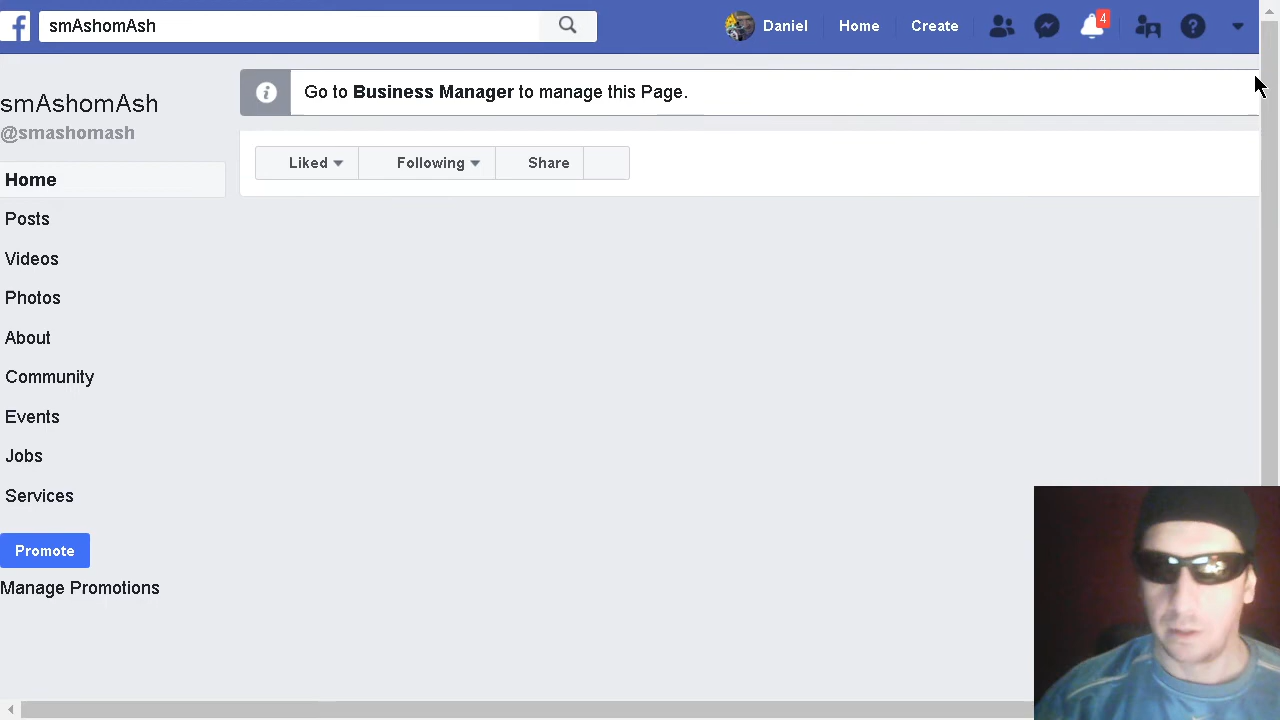 smAshomAsh
Daniel
Home
Create
4
smAshomAsh
@smashomash
Go to Business Manager to manage this Page.
Liked
Following
Share
Home
Posts
Videos
Photos
About
Community
Events
Jobs
Services
Promote
Manage Promotions